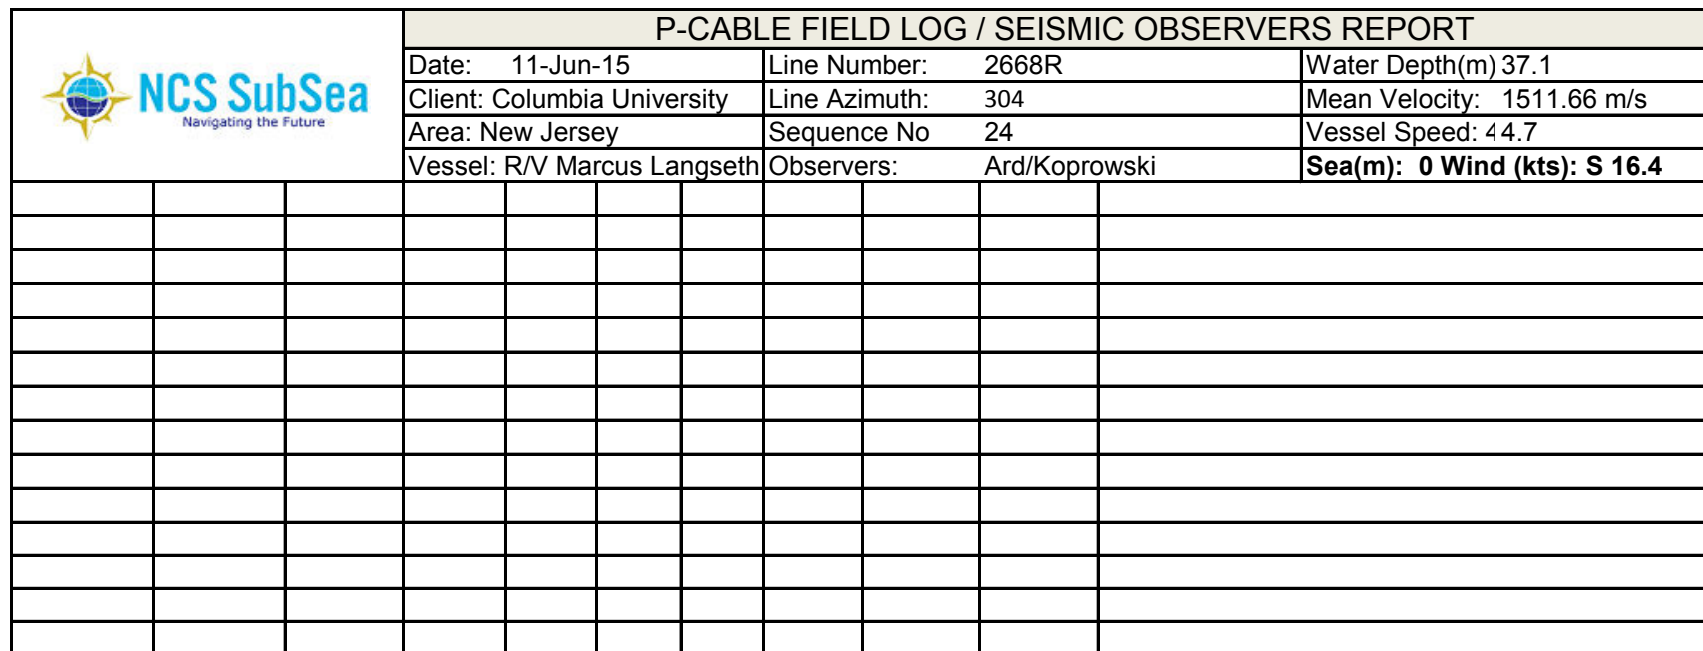 P-CABLE FIELD LOG / SEISMIC OBSERVERS REPORT
NCS SubSea
Navigating the Future
Date: 11-Jun-15 Line Number: 2668R Water Depth(m) 37.1
Client: Columbia University Line Azimuth: 304 Mean Velocity: 1511.66 m/s
Area: New Jersey Sequence No 24 Vessel Speed: 4.7
Vessel: R/V Marcus Langseth Observers: Ard/Koprowski Sea(m): 0 Wind (kts): S 16.4